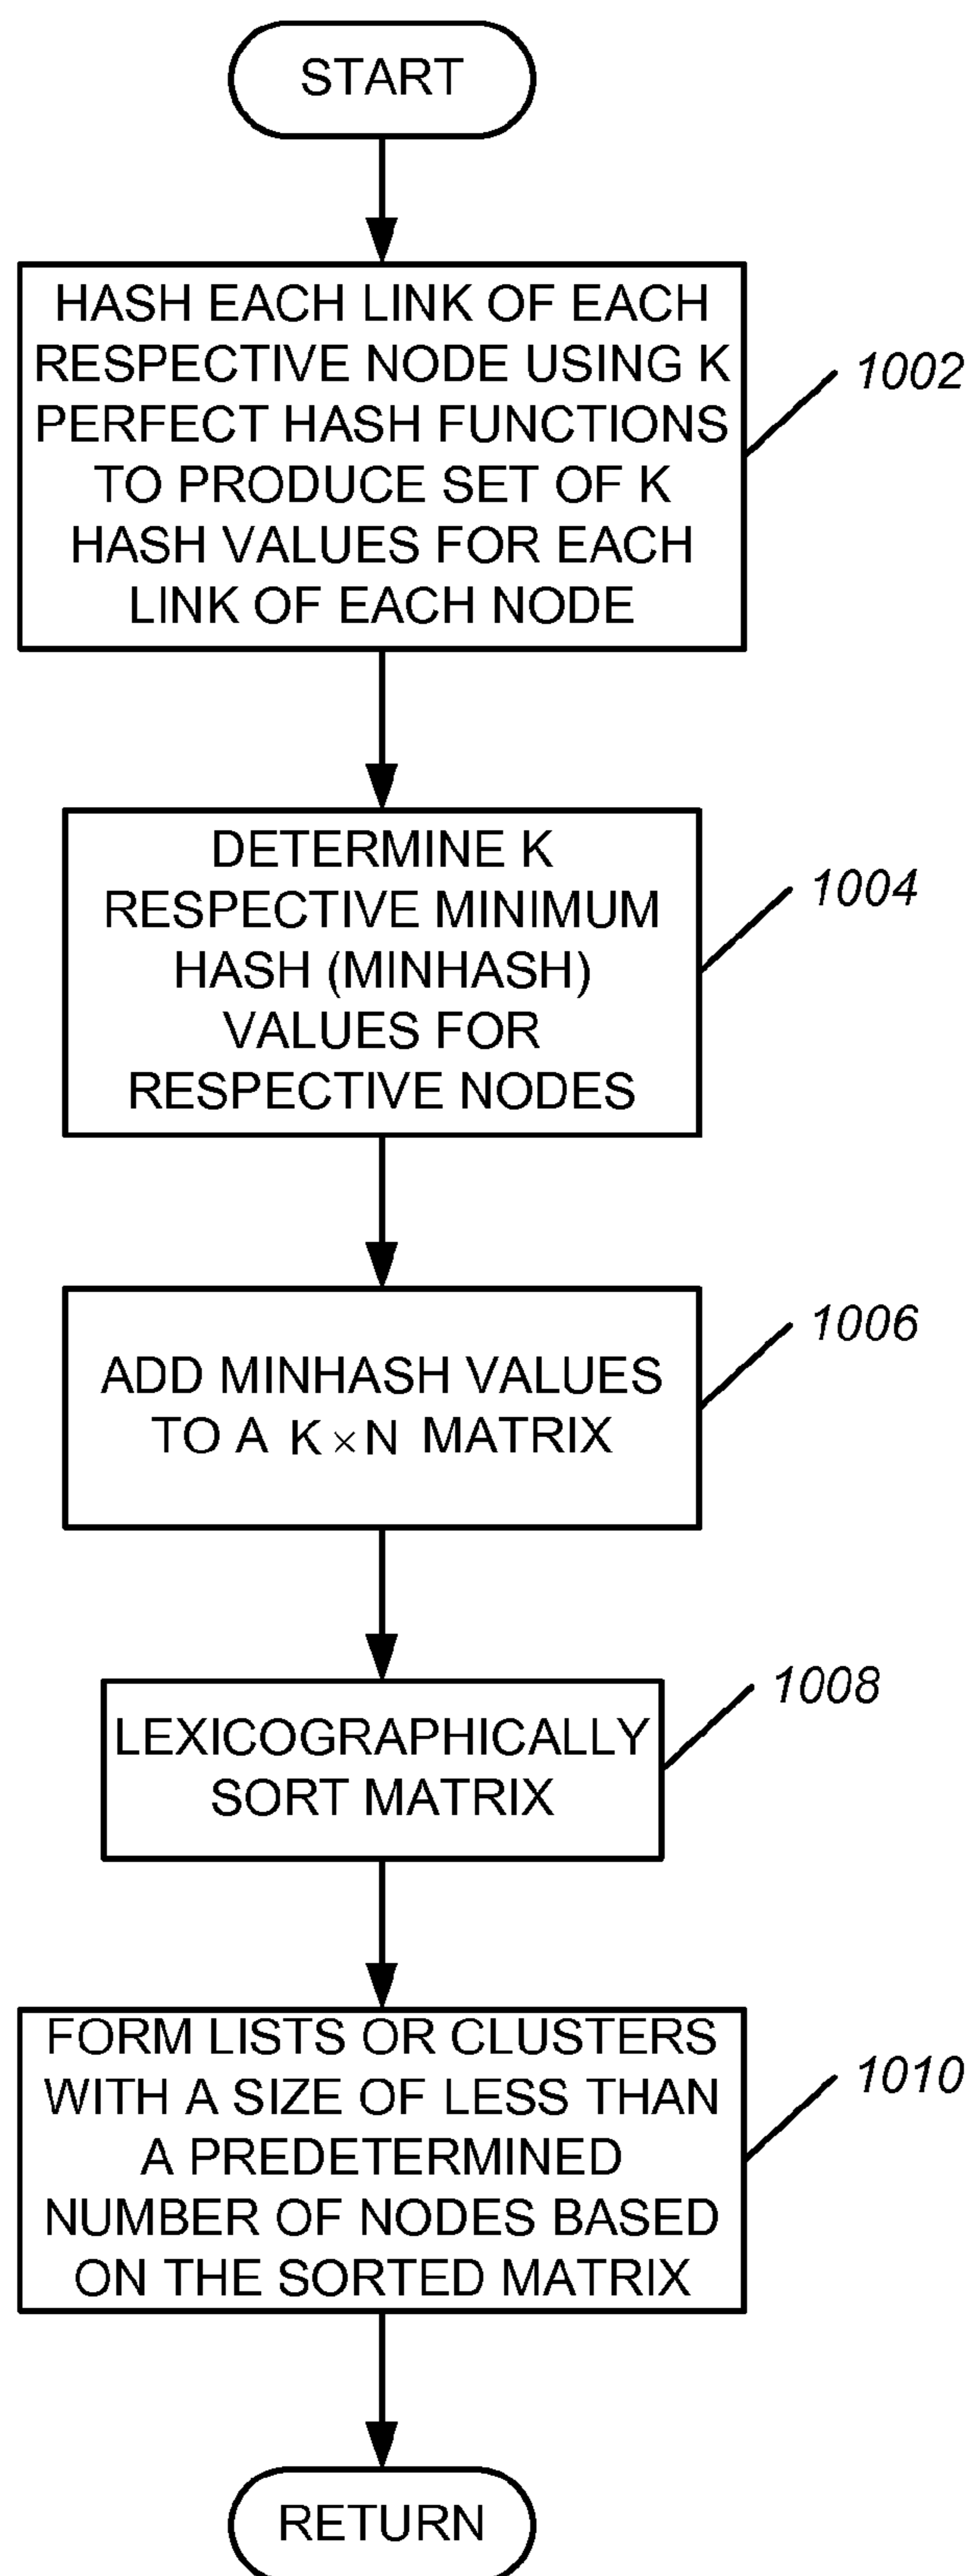 START
HASH EACH LINK OF EACH
RESPECTIVE NODE USING K
PERFECT HASH FUNCTIONS
TO PRODUCE SET OF K
HASH VALUES FOR EACH
LINK OF EACH NODE
1002
DETERMINE K
RESPECTIVE MINIMUM
HASH (MINHASH)
VALUES FOR
RESPECTIVE NODES
1004
ADD MINHASH VALUES
TO A K × N MATRIX
1006
LEXICOGRAPHICALLY
SORT MATRIX
1008
FORM LISTS OR CLUSTERS
WITH A SIZE OF LESS THAN
A PREDETERMINED
NUMBER OF NODES BASED
ON THE SORTED MATRIX
1010
RETURN